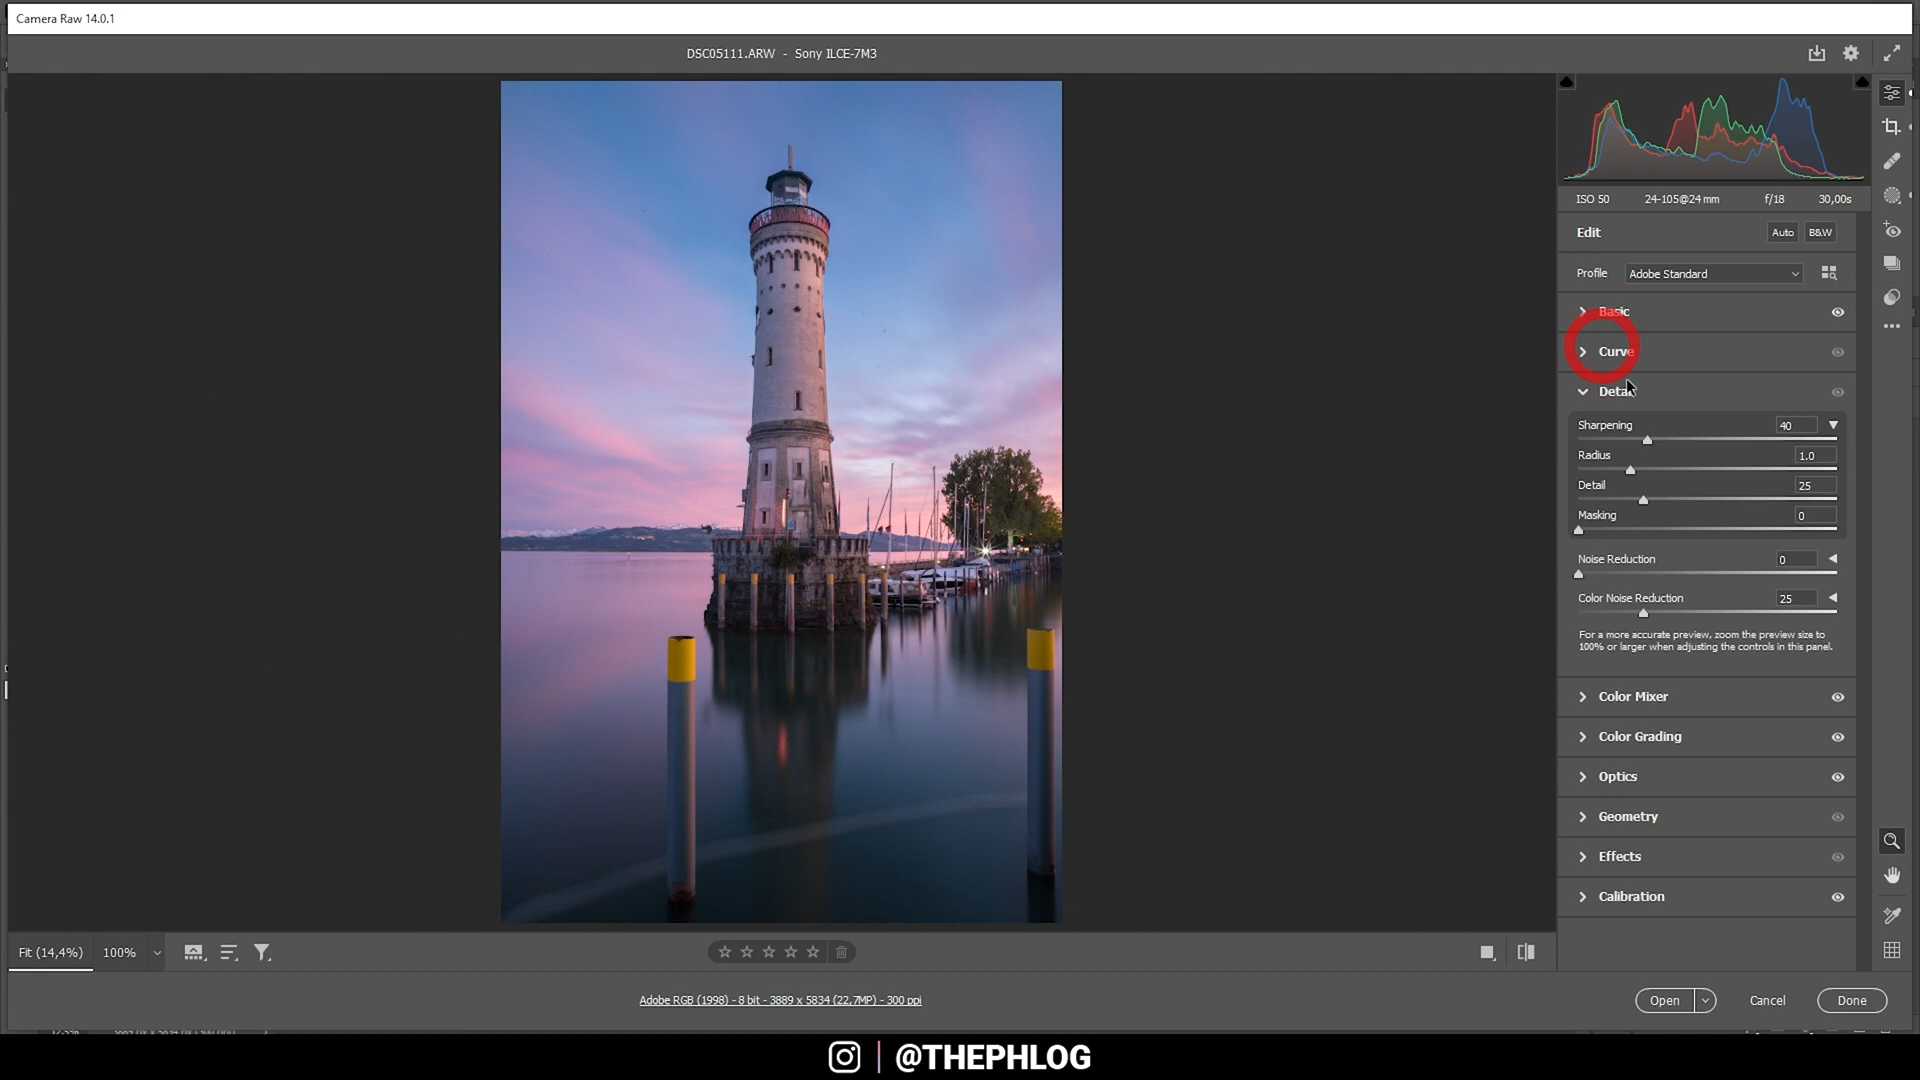 Camera Raw 14.0.1
DSC05111.ARW - Sony ILCE-7M3
ISO 50 24-105@24 mm f/18 30,00s
Edit Auto B&W
Profile Adobe Standard
Basic
Curve
Detail
Sharpening 40
Radius 1.0
Detail 25
Masking 0
Noise Reduction 0
Color Noise Reduction 25
For a more accurate preview, zoom the preview size to
100% or larger when adjusting the controls in this panel.
Color Mixer
Color Grading
Optics
Geometry
Effects
Calibration
Fit (14,4%) 100%
Adobe RGB (1998) - 8 bit - 3889 x 5834 (22,7MP) - 300 ppi
Open Cancel Done
@THEPHLOG